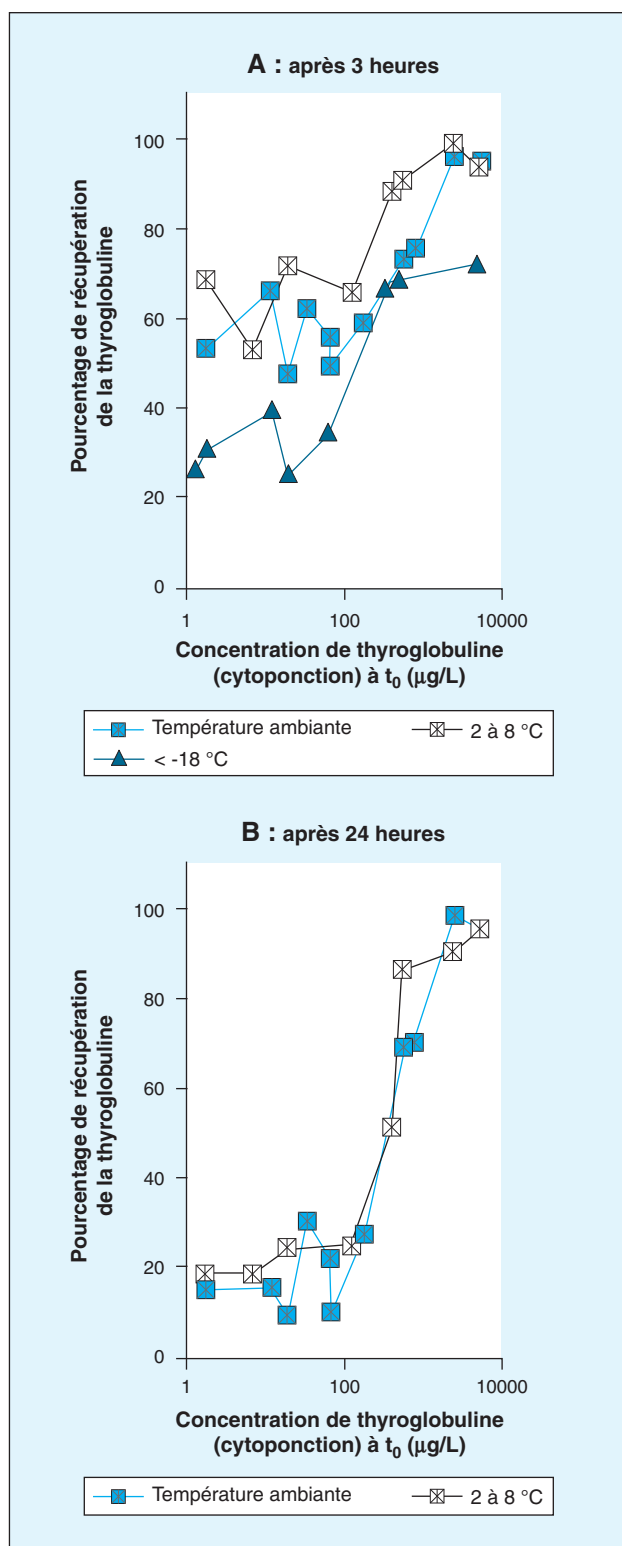 A : après 3 heures
Pourcentage de récupération
de la thyroglobuline
100
80
60
40
20
0
1
100
10000
Concentration de thyroglobuline
(cytoponction) à t0 (µg/L)
Température ambiante
2 à 8 °C
< -18 °C
B : après 24 heures
Pourcentage de récupération
de la thyroglobuline
100
80
60
40
20
0
1
100
10000
Concentration de thyroglobuline
(cytoponction) à t0 (µg/L)
Température ambiante
2 à 8 °C